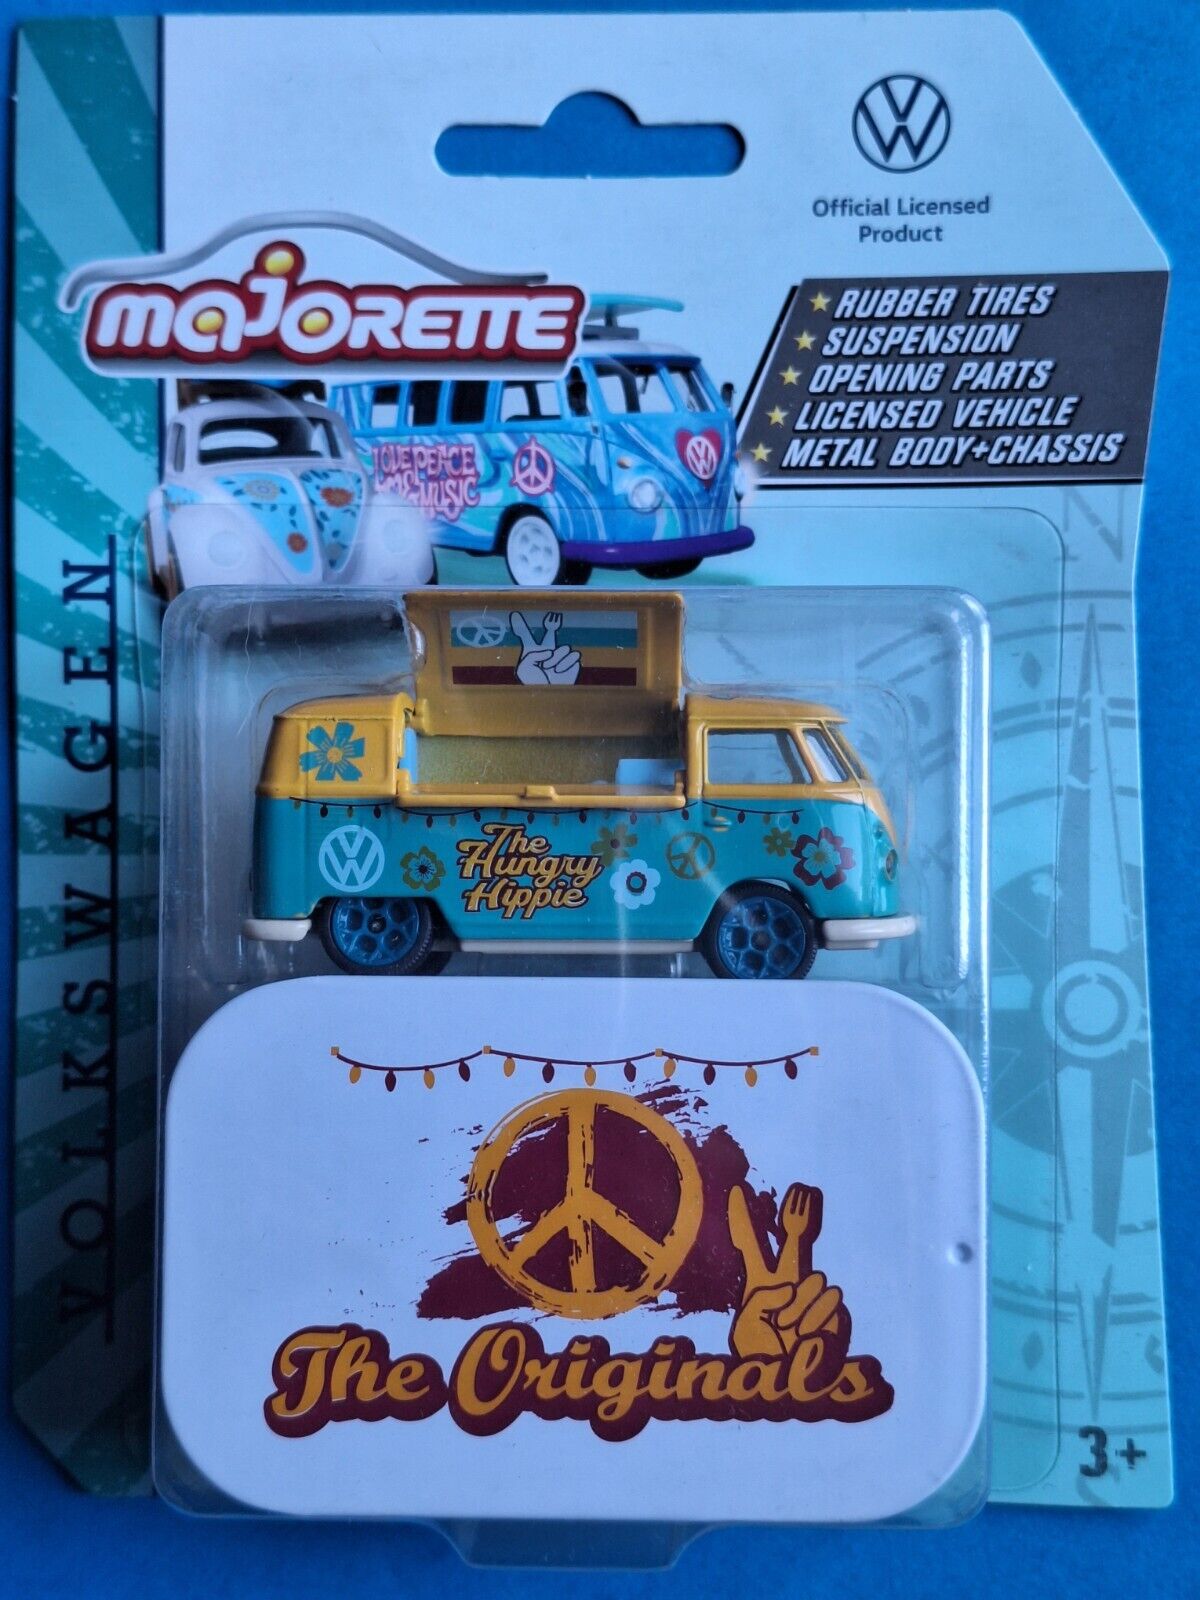 Official Licensed
Product
MAJORETTE
RUBBER TIRES
SUSPENSION
OPENING PARTS
LICENSED VEHICLE
METAL BODY+CHASSIS
LOVE PEACE
& MUSIC
VOLKSWAGEN
The
Hungry
Hippie
The Originals
3+